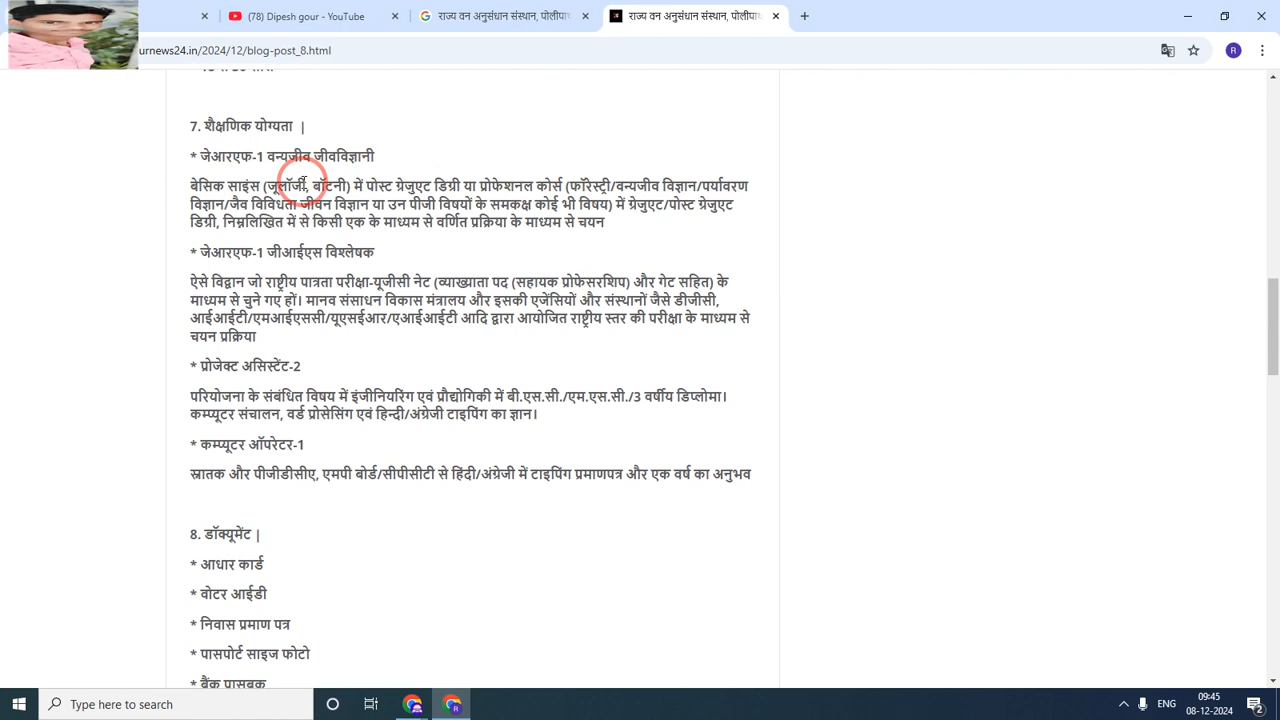 (78) Dipesh gour - YouTube
राज्य वन अनुसंधान संस्थान, पोलीपा
राज्य वन अनुसंधान संस्थान, पोलीपा
urnews24.in/2024/12/blog-post_8.html
R
7. शैक्षणिक योग्यता |
* जेआरएफ-1 वन्यजीव जीवविज्ञानी
बेसिक साइंस (जूलॉजी, बॉटनी) में पोस्ट ग्रेजुएट डिग्री या प्रोफेशनल कोर्स (फॉरेस्ट्री/वन्यजीव विज्ञान/पर्यावरण
विज्ञान/जैव विविधता जीवन विज्ञान या उन पीजी विषयों के समकक्ष कोई भी विषय) में ग्रेजुएट/पोस्ट ग्रेजुएट
डिग्री, निम्नलिखित में से किसी एक के माध्यम से वर्णित प्रक्रिया के माध्यम से चयन
* जेआरएफ-1 जीआईएस विश्लेषक
ऐसे विद्वान जो राष्ट्रीय पात्रता परीक्षा-यूजीसी नेट (व्याख्याता पद (सहायक प्रोफेसरशिप) और गेट सहित) के
माध्यम से चुने गए हों। मानव संसाधन विकास मंत्रालय और इसकी एजेंसियों और संस्थानों जैसे डीजीसी,
आईआईटी/एमआईएससी/यूएसईआर/एआईआईटी आदि द्वारा आयोजित राष्ट्रीय स्तर की परीक्षा के माध्यम से
चयन प्रक्रिया
* प्रोजेक्ट असिस्टेंट-2
परियोजना के संबंधित विषय में इंजीनियरिंग एवं प्रौद्योगिकी में बी.एस.सी./एम.एस.सी./3 वर्षीय डिप्लोमा।
कम्प्यूटर संचालन, वर्ड प्रोसेसिंग एवं हिन्दी/अंग्रेजी टाइपिंग का ज्ञान।
* कम्प्यूटर ऑपरेटर-1
स्नातक और पीजीडीसीए, एमपी बोर्ड/सीपीसीटी से हिंदी/अंग्रेजी में टाइपिंग प्रमाणपत्र और एक वर्ष का अनुभव
8. डॉक्यूमेंट |
* आधार कार्ड
* वोटर आईडी
* निवास प्रमाण पत्र
* पासपोर्ट साइज फोटो
* बैंक पासबुक
Type here to search
ENG
09:45
08-12-2024
2